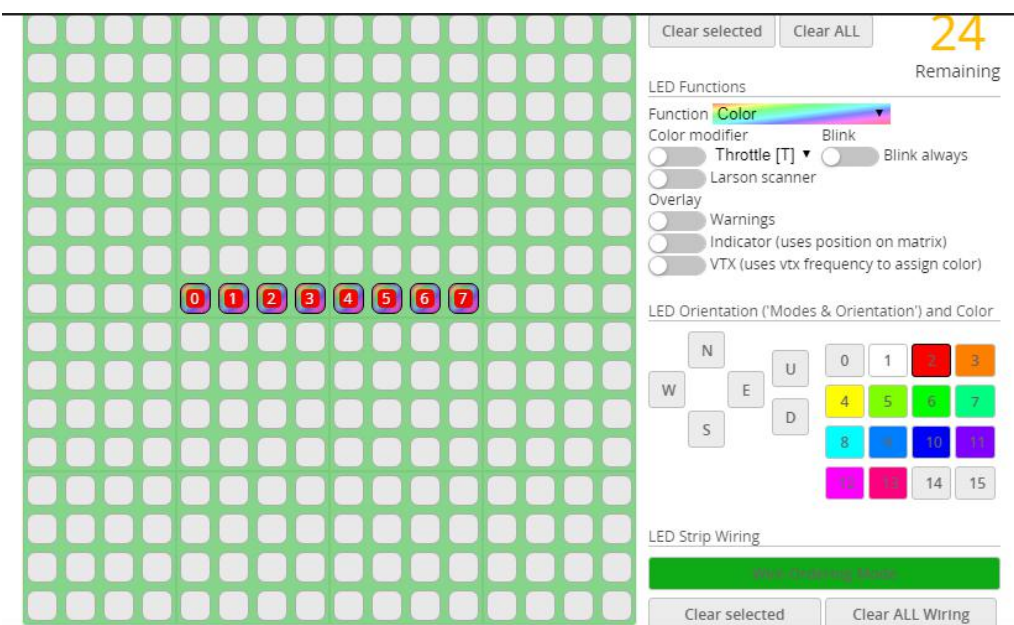 Clear selected Clear ALL 24
Remaining
LED Functions
Function Color
Color modifier Blink
Throttle [T] Blink always
Larson scanner
Overlay
Warnings
Indicator (uses position on matrix)
VTX (uses vtx frequency to assign color)
0 1 2 3 4 5 6 7
LED Orientation ('Modes & Orientation') and Color
N
W E
S
U
D
0 1 2 3
4 5 6 7
8 9 10 11
12 13 14 15
LED Strip Wiring
Wire Ordering Mode
Clear selected Clear ALL Wiring